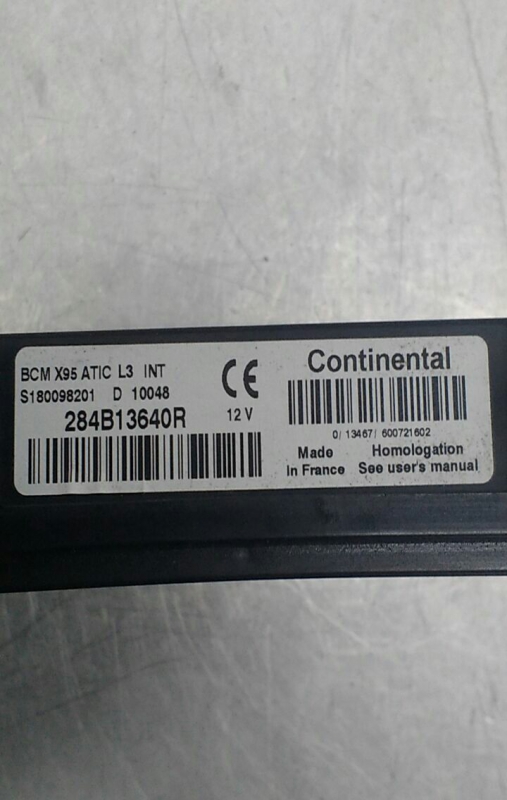 BCM X95 ATIC L3 INT
S180098201 D 10048
284B13640R
CE
12 V
Continental
0/ 13467/ 600721602
Made
In France
Homologation
See user's manual